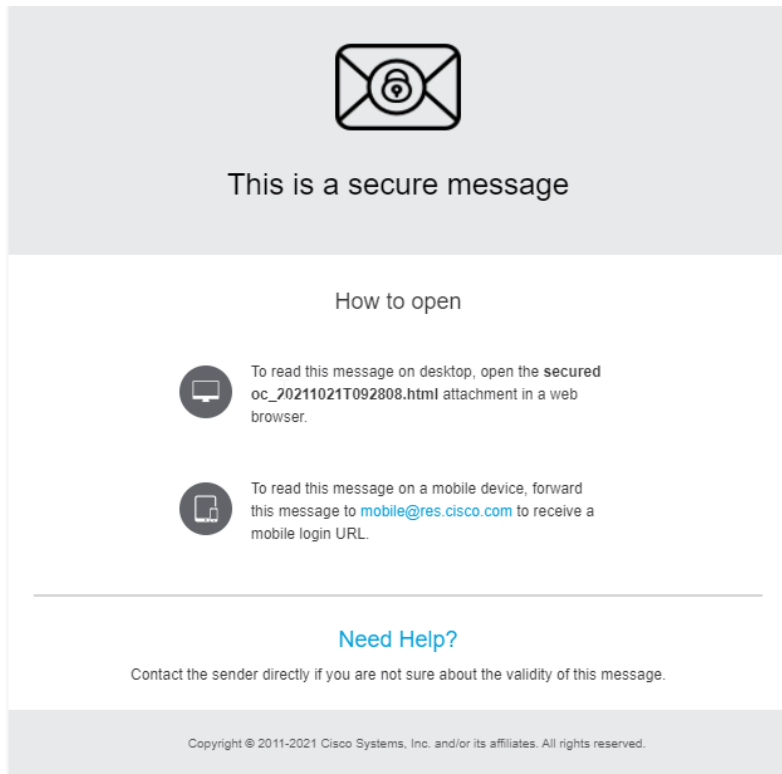 This is a secure message
How to open
To read this message on desktop, open the secured
oc_20211021T092808.html attachment in a web
browser.
To read this message on a mobile device, forward
this message to mobile@res.cisco.com to receive a
mobile login URL.
Need Help?
Contact the sender directly if you are not sure about the validity of this message.
Copyright © 2011-2021 Cisco Systems, Inc. and/or its affiliates. All rights reserved.